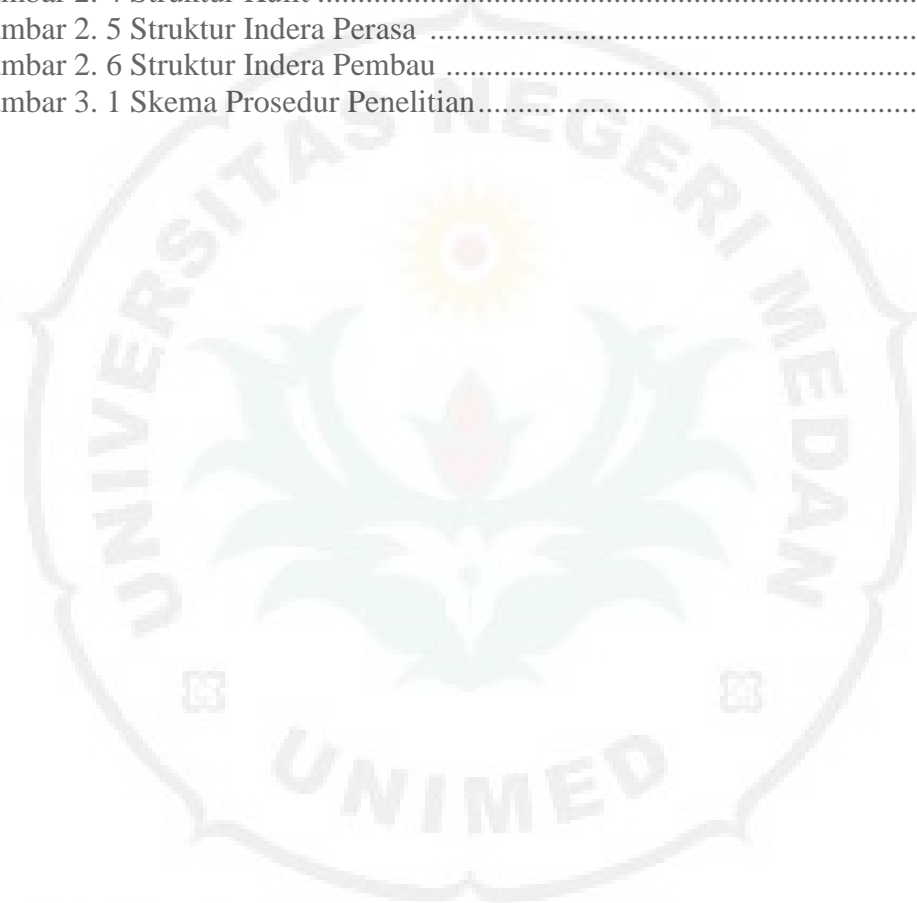 mbar 2. 5 Struktur Indera Perasa ........................................................................
mbar 2. 6 Struktur Indera Pembau ......................................................................
mbar 3. 1 Skema Prosedur Penelitian..................................................................
UNIVERSITAS NEGERI MEDAN
UNIMED